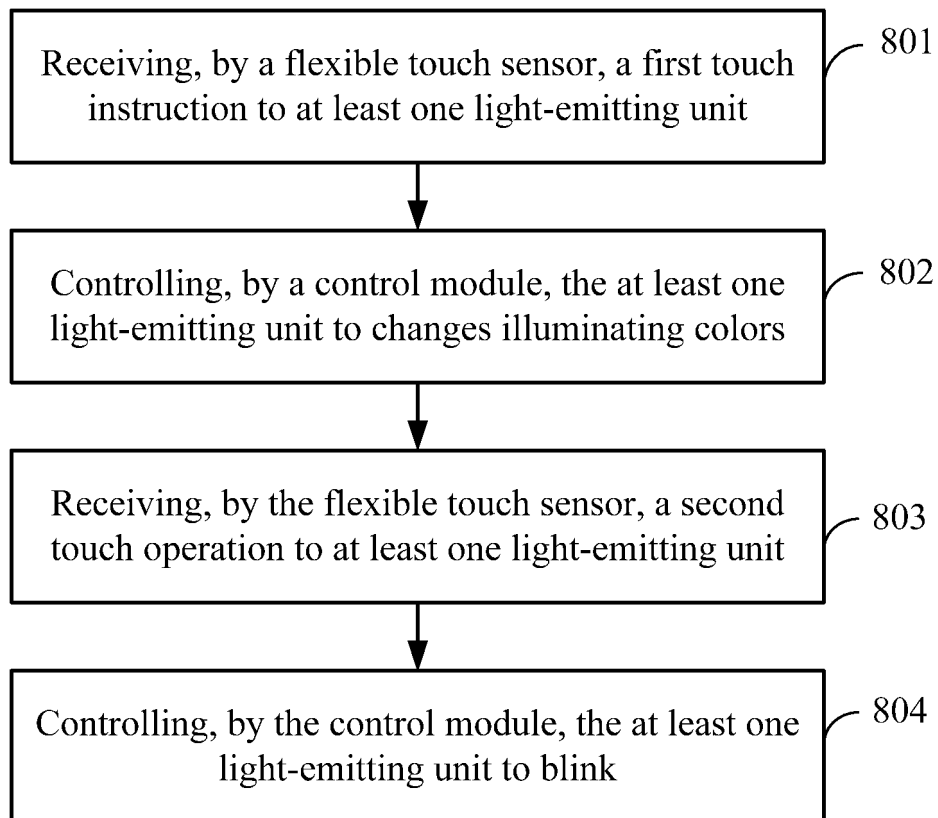 Receiving, by a flexible touch sensor, a first touch
instruction to at least one light-emitting unit
801
Controlling, by a control module, the at least one
light-emitting unit to changes illuminating colors
802
Receiving, by the flexible touch sensor, a second
touch operation to at least one light-emitting unit
803
Controlling, by the control module, the at least one
light-emitting unit to blink
804